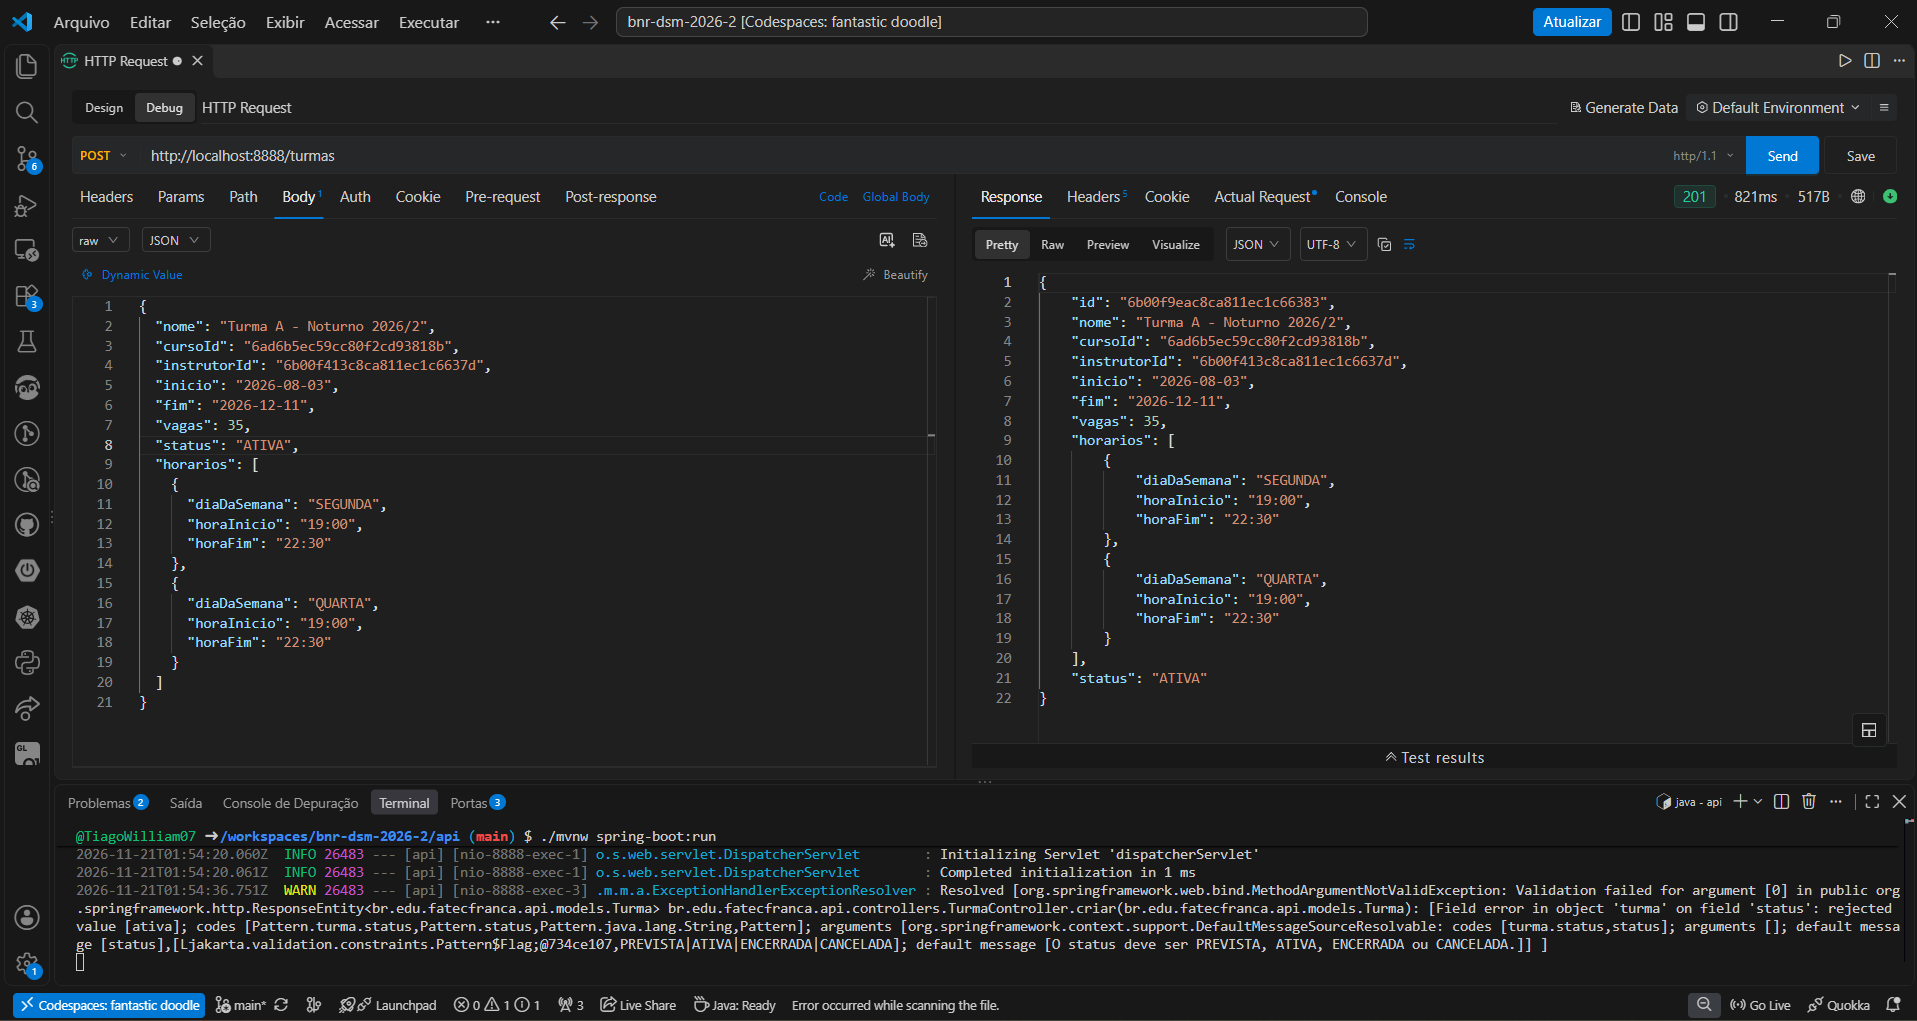 Arquivo Editar Seleção Exibir Acessar Executar ··· bnr-dsm-2026-2 [Codespaces: fantastic doodle] Atualizar
HTTP Request
Design Debug HTTP Request Generate Data Default Environment
POST http://localhost:8888/turmas http/1.1 Send Save
Headers Params Path Body 1 Auth Cookie Pre-request Post-response Code Global Body
raw JSON
Dynamic Value Beautify
1 {
2 "nome": "Turma A - Noturno 2026/2",
3 "cursoId": "6ad6b5ec59cc80f2cd93818b",
4 "instrutorId": "6b00f413c8ca811ec1c6637d",
5 "inicio": "2026-08-03",
6 "fim": "2026-12-11",
7 "vagas": 35,
8 "status": "ATIVA",
9 "horarios": [
10 {
11 "diaDaSemana": "SEGUNDA",
12 "horaInicio": "19:00",
13 "horaFim": "22:30"
14 },
15 {
16 "diaDaSemana": "QUARTA",
17 "horaInicio": "19:00",
18 "horaFim": "22:30"
19 }
20 ]
21 }
Response Headers 5 Cookie Actual Request Console 201 821ms 517B
Pretty Raw Preview Visualize JSON UTF-8
1 {
2 "id": "6b00f9eac8ca811ec1c66383",
3 "nome": "Turma A - Noturno 2026/2",
4 "cursoId": "6ad6b5ec59cc80f2cd93818b",
5 "instrutorId": "6b00f413c8ca811ec1c6637d",
6 "inicio": "2026-08-03",
7 "fim": "2026-12-11",
8 "vagas": 35,
9 "horarios": [
10 {
11 "diaDaSemana": "SEGUNDA",
12 "horaInicio": "19:00",
13 "horaFim": "22:30"
14 },
15 {
16 "diaDaSemana": "QUARTA",
17 "horaInicio": "19:00",
18 "horaFim": "22:30"
19 }
20 ],
21 "status": "ATIVA"
22 }
Test results
6
3
GL
1
Problemas 2 Saída Console de Depuração Terminal Portas 3 java - api
@TiagoWilliam07 ➜/workspaces/bnr-dsm-2026-2/api (main) $ ./mvnw spring-boot:run
2026-11-21T01:54:20.060Z INFO 26483 --- [api] [nio-8888-exec-1] o.s.web.servlet.DispatcherServlet : Initializing Servlet 'dispatcherServlet'
2026-11-21T01:54:20.061Z INFO 26483 --- [api] [nio-8888-exec-1] o.s.web.servlet.DispatcherServlet : Completed initialization in 1 ms
2026-11-21T01:54:36.751Z WARN 26483 --- [api] [nio-8888-exec-3] .m.m.a.ExceptionHandlerExceptionResolver : Resolved [org.springframework.web.bind.MethodArgumentNotValidException: Validation failed for argument [0] in public org
.springframework.http.ResponseEntity<br.edu.fatecfranca.api.models.Turma> br.edu.fatecfranca.api.controllers.TurmaController.criar(br.edu.fatecfranca.api.models.Turma): [Field error in object 'turma' on field 'status': rejected
value [ativa]; codes [Pattern.turma.status,Pattern.status,Pattern.java.lang.String,Pattern]; arguments [org.springframework.context.support.DefaultMessageSourceResolvable: codes [turma.status,status]; arguments []; default messa
ge [status],[Ljakarta.validation.constraints.Pattern$Flag;@734ce107,PREVISTA|ATIVA|ENCERRADA|CANCELADA]; default message [O status deve ser PREVISTA, ATIVA, ENCERRADA ou CANCELADA.]] ]
Codespaces: fantastic doodle main* Launchpad 0 1 1 3 Live Share Java: Ready Error occurred while scanning the file. Go Live Quokka